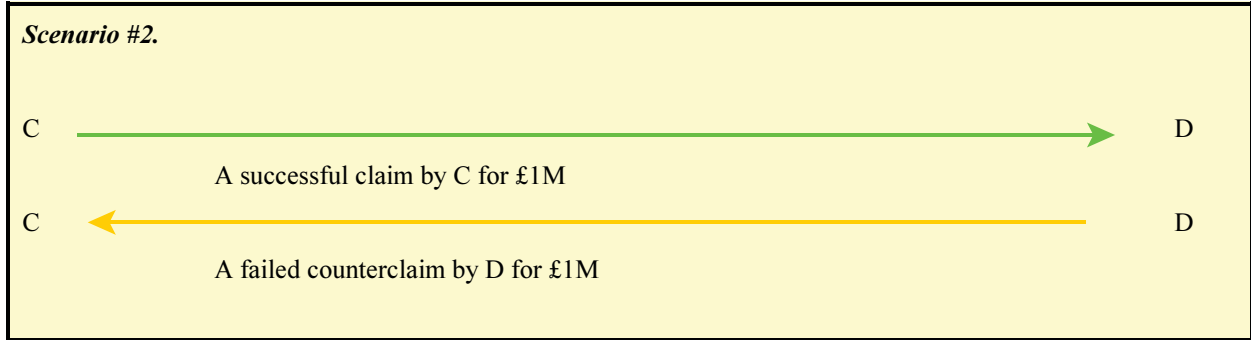 Scenario #2.
C D
A successful claim by C for £1M
C D
A failed counterclaim by D for £1M